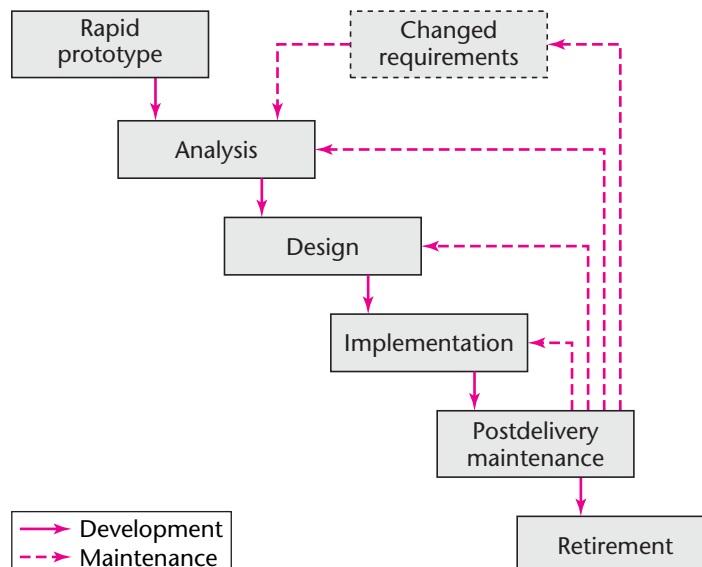 Rapid
prototype
Changed
requirements
Analysis
Design
Implementation
Postdelivery
maintenance
Retirement
Development
Maintenance